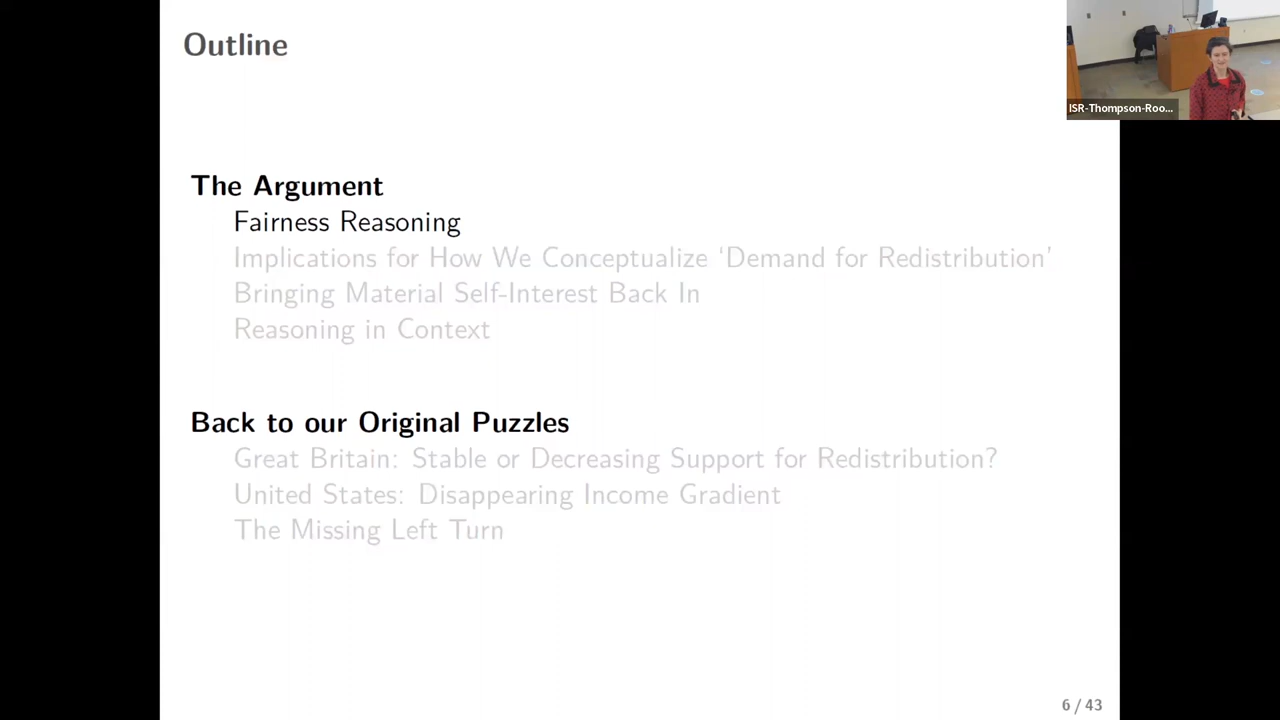 Outline
ISR-Thompson-Roo...
The Argument
Fairness Reasoning
Implications for How We Conceptualize ‘Demand for Redistribution’
Bringing Material Self-Interest Back In
Reasoning in Context
Back to our Original Puzzles
Great Britain: Stable or Decreasing Support for Redistribution?
United States: Disappearing Income Gradient
The Missing Left Turn
6 / 43